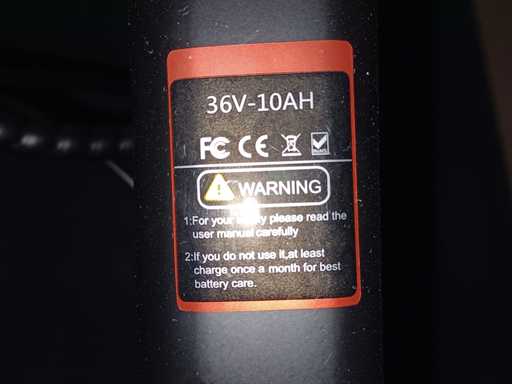 36V-10AH
FC CE
WARNING
1:For your please read the
user manual carefully
2:If you do not use it,at least
charge once a month for best
battery care.